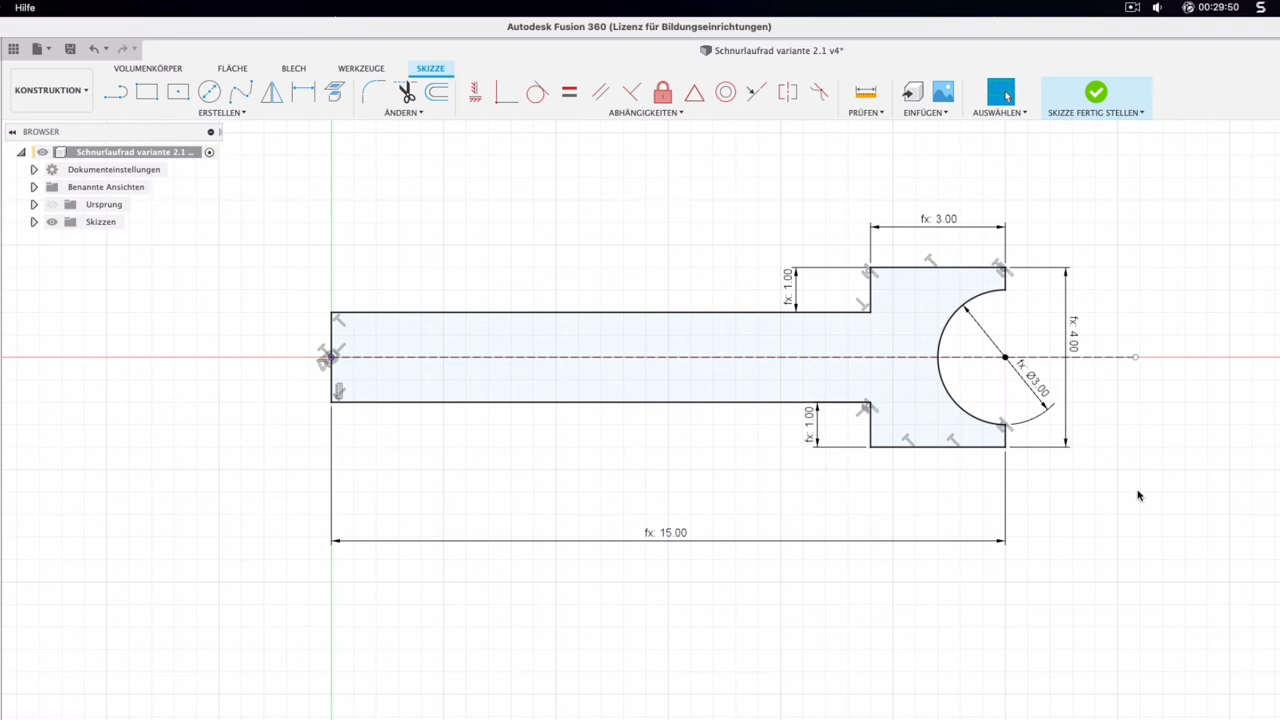 Hilfe
00:29:50
Autodesk Fusion 360 (Lizenz für Bildungseinrichtungen)
Schnurlaufrad variante 2.1 v4*
VOLUMENKÖRPER FLÄCHE BLECH WERKZEUGE SKIZZE
KONSTRUKTION
ERSTELLEN ÄNDERN ABHÄNGIGKEITEN PRÜFEN EINFÜGEN AUSWÄHLEN SKIZZE FERTIG STELLEN
BROWSER
Schnurlaufrad variante 2.1 ...
Dokumenteinstellungen
Benannte Ansichten
Ursprung
Skizzen
fx: 3.00
fx: 1.00
fx: 4.00
fx: Ø3.00
fx: 1.00
fx: 15.00